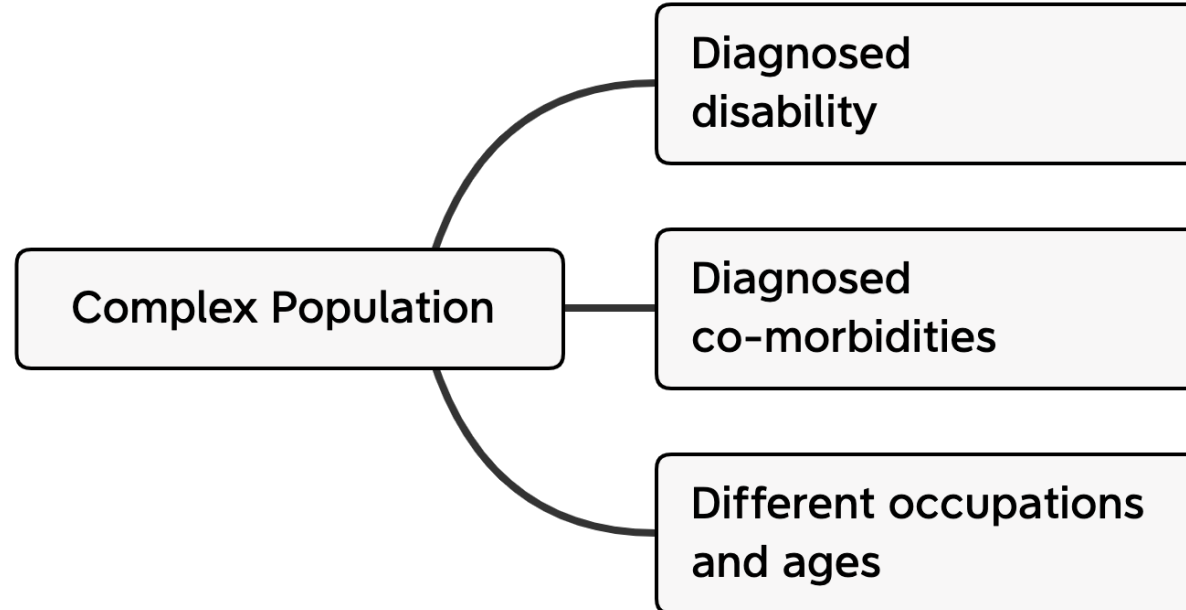 Diagnosed
disability
Complex Population
Diagnosed
co-morbidities
Different occupations
and ages